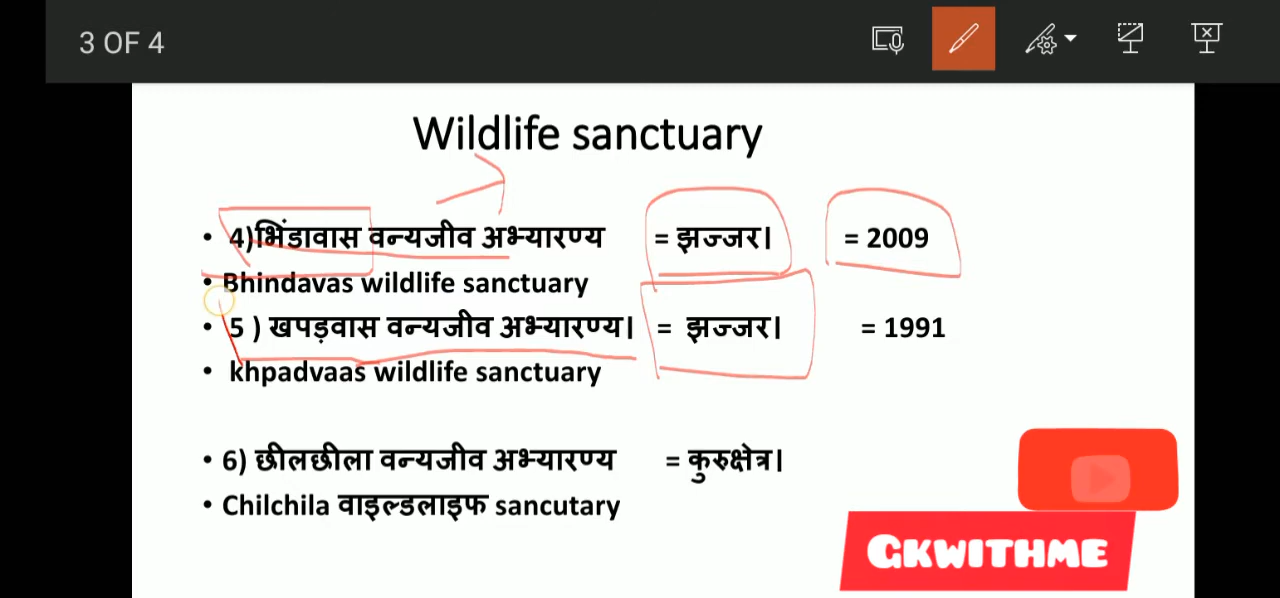 3 OF 4
Wildlife sanctuary
• 4)भिंडावास वन्यजीव अभ्यारण्य = झज्जर। = 2009
• Bhindavas wildlife sanctuary
• 5 ) खपड़वास वन्यजीव अभ्यारण्य। = झज्जर। = 1991
• khpadvaas wildlife sanctuary
• 6) छीलछीला वन्यजीव अभ्यारण्य = कुरुक्षेत्र।
• Chilchila वाइल्डलाइफ sancutary
GKWITHME